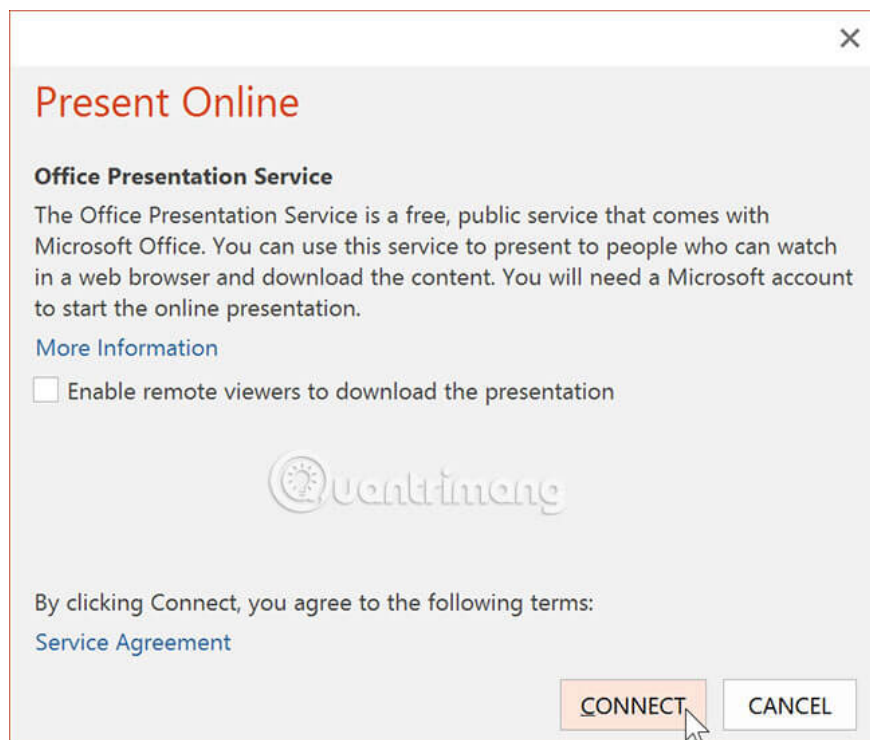 Present Online
Office Presentation Service
The Office Presentation Service is a free, public service that comes with
Microsoft Office. You can use this service to present to people who can watch
in a web browser and download the content. You will need a Microsoft account
to start the online presentation.
More Information
Enable remote viewers to download the presentation
Quantrimang
By clicking Connect, you agree to the following terms:
Service Agreement
CONNECT CANCEL